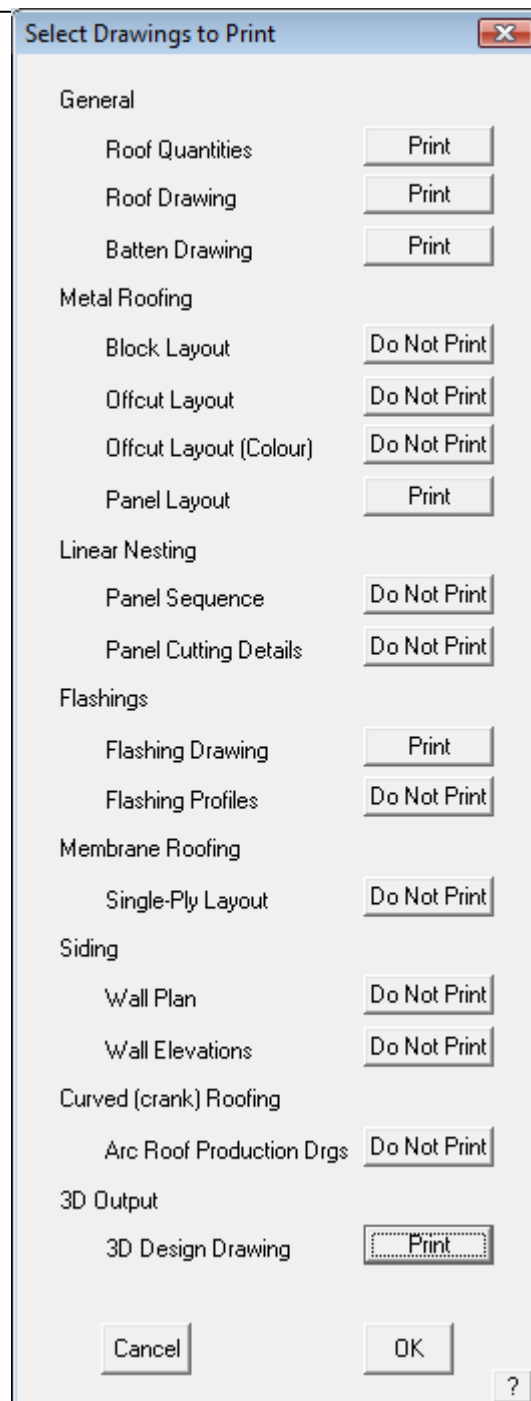 Select Drawings to Print
General
Roof Quantities Print
Roof Drawing Print
Batten Drawing Print
Metal Roofing
Block Layout Do Not Print
Offcut Layout Do Not Print
Offcut Layout (Colour) Do Not Print
Panel Layout Print
Linear Nesting
Panel Sequence Do Not Print
Panel Cutting Details Do Not Print
Flashings
Flashing Drawing Print
Flashing Profiles Do Not Print
Membrane Roofing
Single-Ply Layout Do Not Print
Siding
Wall Plan Do Not Print
Wall Elevations Do Not Print
Curved (crank) Roofing
Arc Roof Production Drgs Do Not Print
3D Output
3D Design Drawing Print
Cancel OK
?